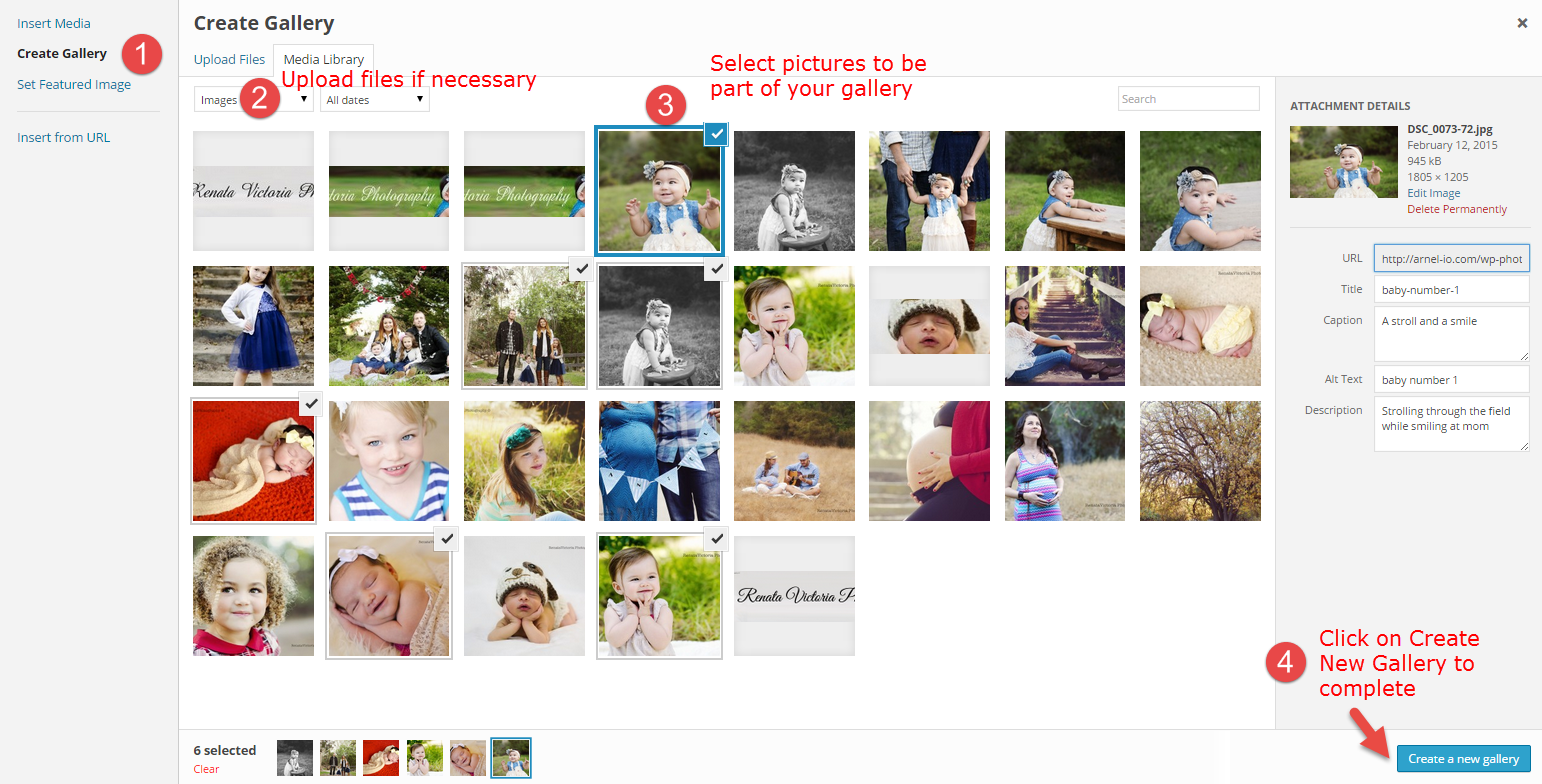 Insert Media
Create Gallery
1
Set Featured Image
Insert from URL
Create Gallery
Upload Files
Media Library
Upload files if necessary
Select pictures to be
part of your gallery
Images
2
All dates
3
Search
Renata Victoria P
toria Photography
Victoria Photography
6 selected
Clear
Renata Victoria P
ATTACHMENT DETAILS
DSC_0073-72.jpg
February 12, 2015
945 kB
1805 × 1205
Edit Image
Delete Permanently
URL
http://arnel-io.com/wp-phot
Title
baby-number-1
Caption
A stroll and a smile
Alt Text
baby number 1
Description
Strolling through the field
while smiling at mom
4
Click on Create
New Gallery to
complete
Create a new gallery